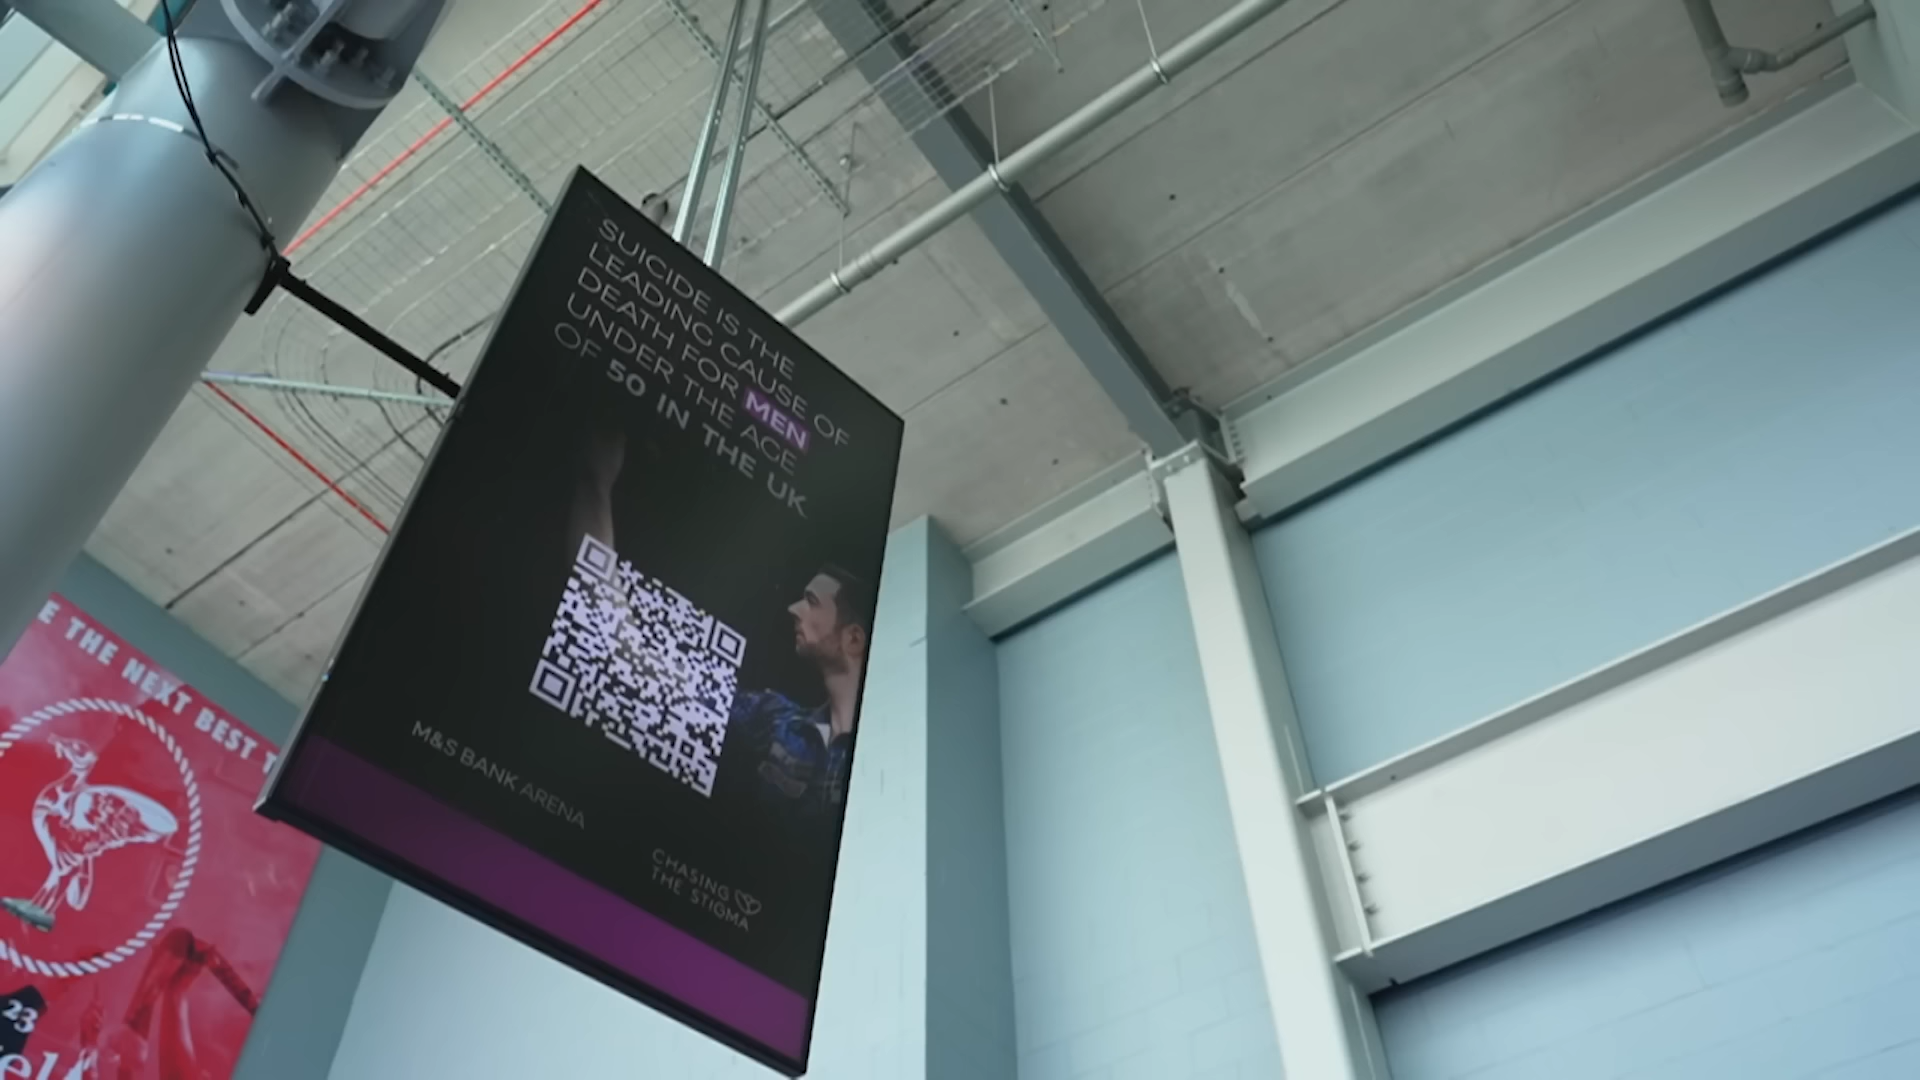 SUICIDE IS THE
LEADING CAUSE OF
DEATH FOR MEN
UNDER THE AGE
OF 50 IN THE UK
M&S BANK ARENA
CHASING
THE STIGMA
E THE NEXT BEST T
23